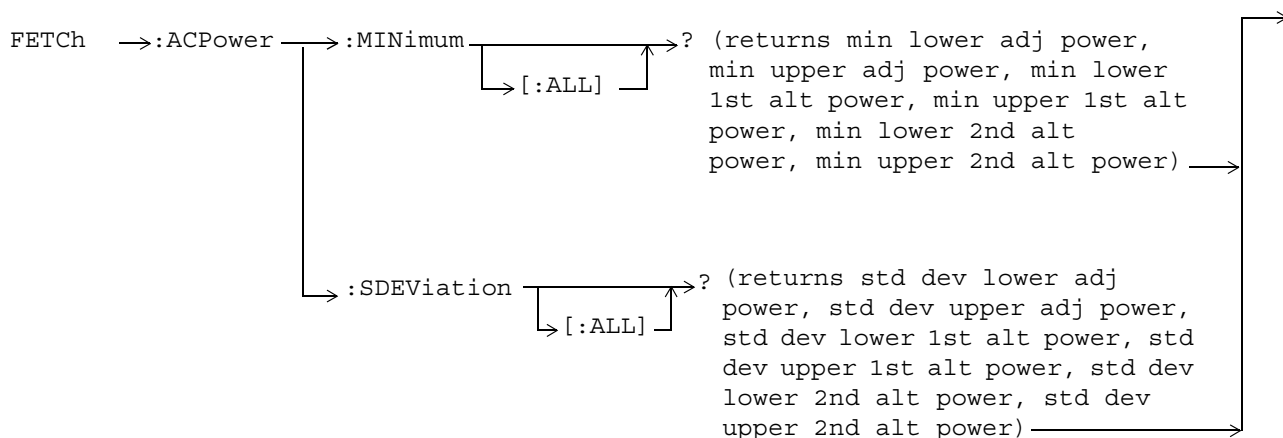 FETCh :ACPower :MINimum ? (returns min lower adj power,
[:ALL] min upper adj power, min lower
1st alt power, min upper 1st alt
power, min lower 2nd alt
power, min upper 2nd alt power)
:SDEViation ? (returns std dev lower adj
power, std dev upper adj power,
[:ALL] std dev lower 1st alt power, std
dev upper 1st alt power, std dev
lower 2nd alt power, std dev
upper 2nd alt power)